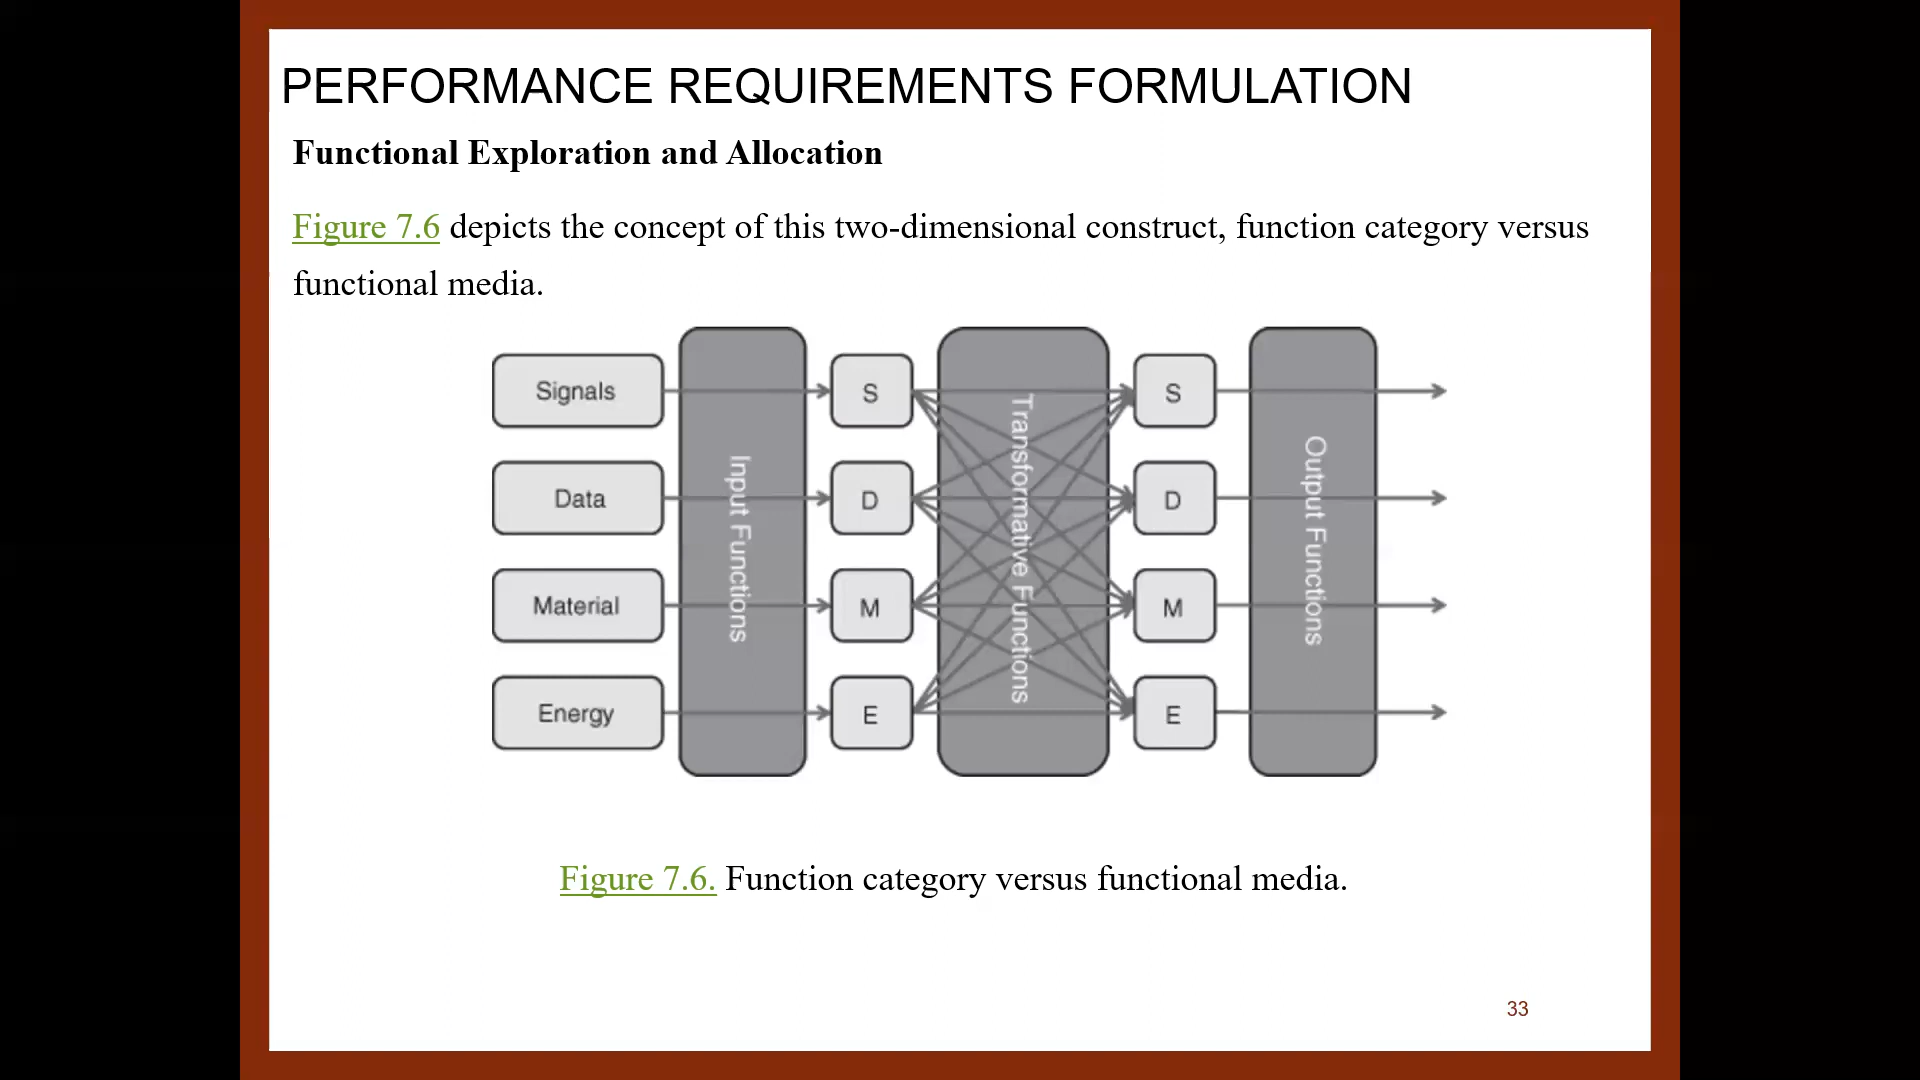 PERFORMANCE REQUIREMENTS FORMULATION
Functional Exploration and Allocation
Figure 7.6 depicts the concept of this two-dimensional construct, function category versus
functional media.
Signals
Data
Material
Energy
Input Functions
S
D
M
E
Transformative Functions
S
D
M
E
Output Functions
Figure 7.6. Function category versus functional media.
33